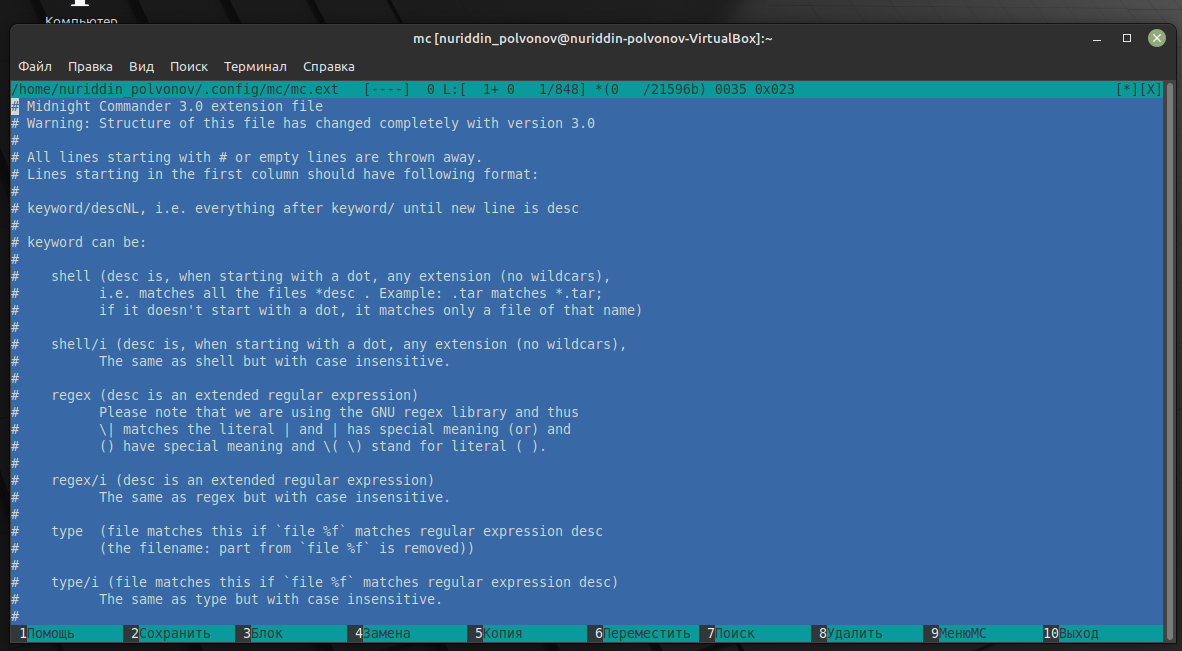 Компьютер
mc [nuriddin_polvonov@nuriddin-polvonov-VirtualBox]:~
Файл Правка Вид Поиск Терминал Справка
/home/nuriddin_polvonov/.config/mc/mc.ext [----] 0 L:[ 1+ 0 1/848] *(0 /21596b) 0035 0x023 [*][X]
# Midnight Commander 3.0 extension file
# Warning: Structure of this file has changed completely with version 3.0
#
# All lines starting with # or empty lines are thrown away.
# Lines starting in the first column should have following format:
#
# keyword/descNL, i.e. everything after keyword/ until new line is desc
#
# keyword can be:
#
# shell (desc is, when starting with a dot, any extension (no wildcars),
# i.e. matches all the files *desc . Example: .tar matches *.tar;
# if it doesn't start with a dot, it matches only a file of that name)
#
# shell/i (desc is, when starting with a dot, any extension (no wildcars),
# The same as shell but with case insensitive.
#
# regex (desc is an extended regular expression)
# Please note that we are using the GNU regex library and thus
# \| matches the literal | and | has special meaning (or) and
# () have special meaning and \( \) stand for literal ( ).
#
# regex/i (desc is an extended regular expression)
# The same as regex but with case insensitive.
#
# type (file matches this if `file %f` matches regular expression desc
# (the filename: part from `file %f` is removed))
#
# type/i (file matches this if `file %f` matches regular expression desc)
# The same as type but with case insensitive.
#
1Помощь 2Сохранить 3Блок 4Замена 5Копия 6Переместить 7Поиск 8Удалить 9МенюМС 10Выход